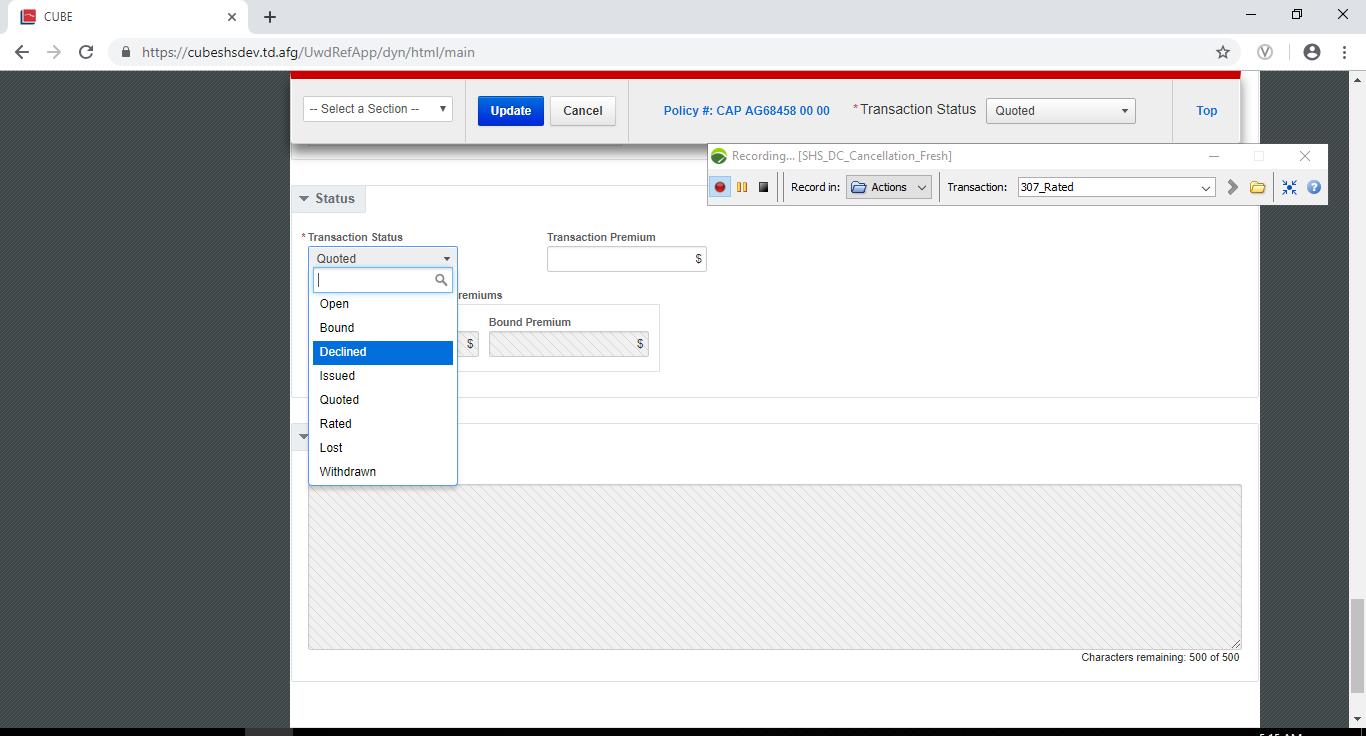 CUBE
https://cubeshsdev.td.afg/UwdRefApp/dyn/html/main
-- Select a Section --
Update
Cancel
Policy #: CAP AG68458 00 00
*Transaction Status
Quoted
Top
Recording... [SHS_DC_Cancellation_Fresh]
Record in:
Actions
Transaction:
307_Rated
Status
* Transaction Status
Transaction Premium
Quoted
$
Open
remiums
Bound
Bound Premium
$
$
Declined
Issued
Quoted
Rated
Lost
Withdrawn
Characters remaining: 500 of 500